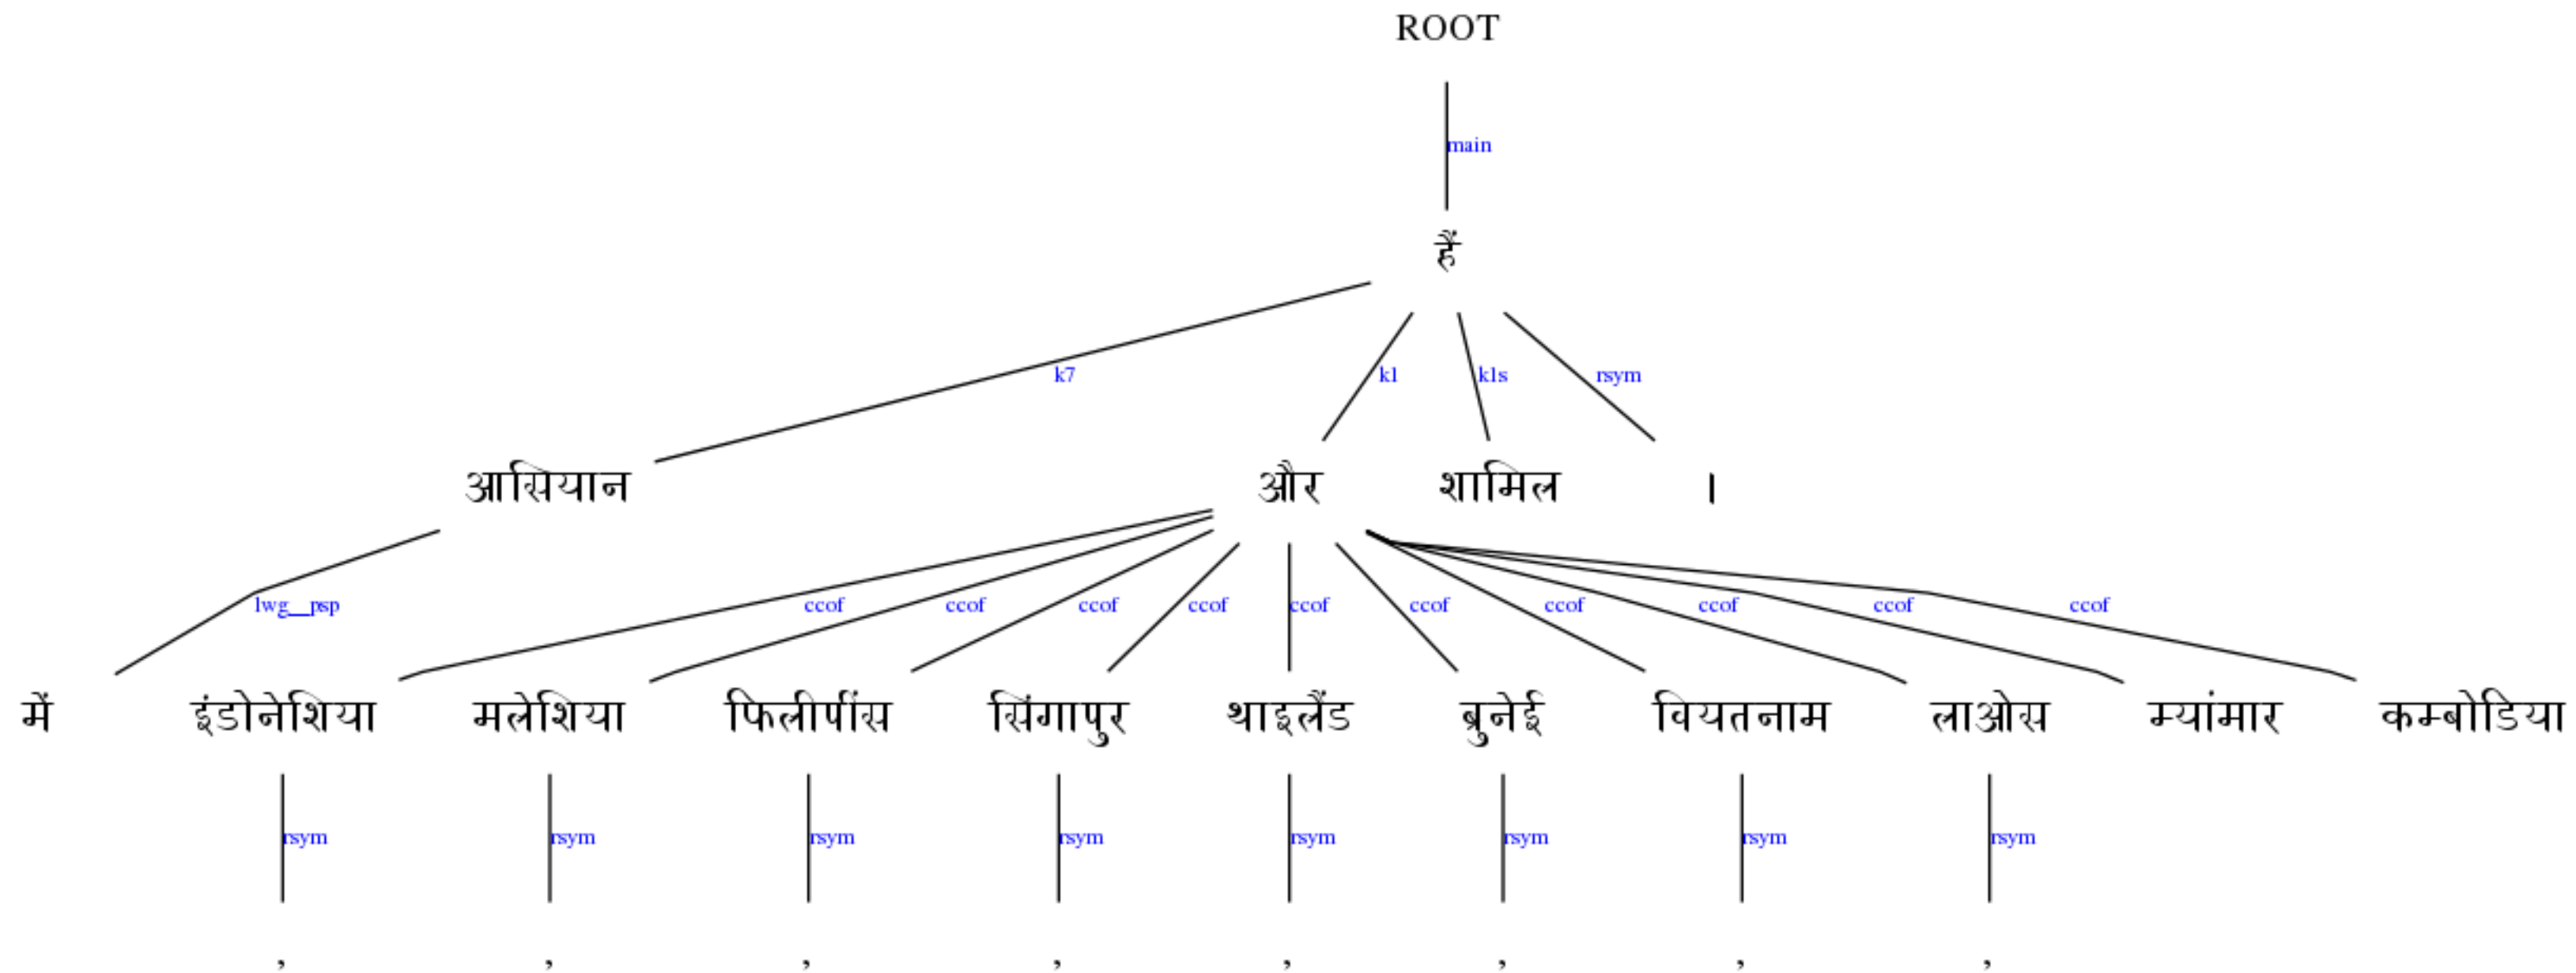 ROOT
main
हैं
k7 k1 k1s rsym
आसियान और शामिल ।
lwg__psp ccof ccof ccof ccof ccof ccof ccof ccof ccof ccof
में इंडोनेशिया मलेशिया फिलीपींस सिंगापुर थाइलैंड ब्रुनेई वियतनाम लाओस म्यांमार कम्बोडिया
rsym rsym rsym rsym rsym rsym rsym rsym
, , , , , , , ,